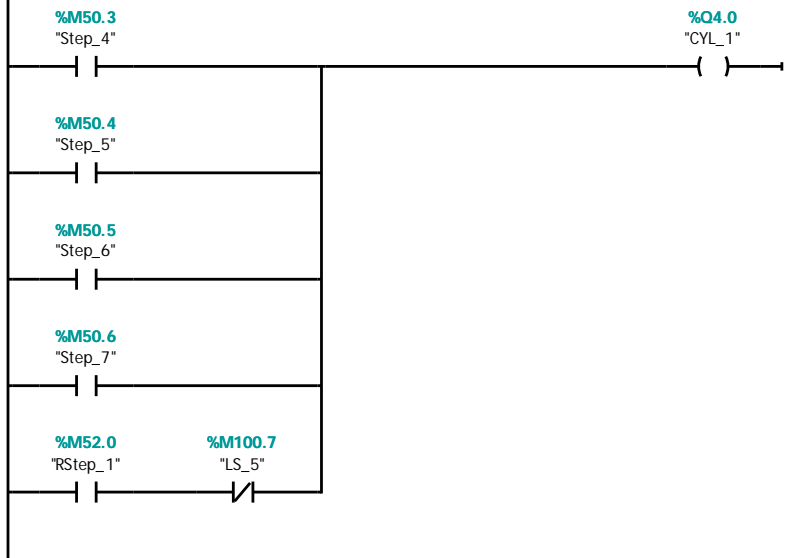 %M50.3
"Step_4"
%Q4.0
"CYL_1"
%M50.4
"Step_5"
%M50.5
"Step_6"
%M50.6
"Step_7"
%M52.0
"RStep_1"
%M100.7
"LS_5"